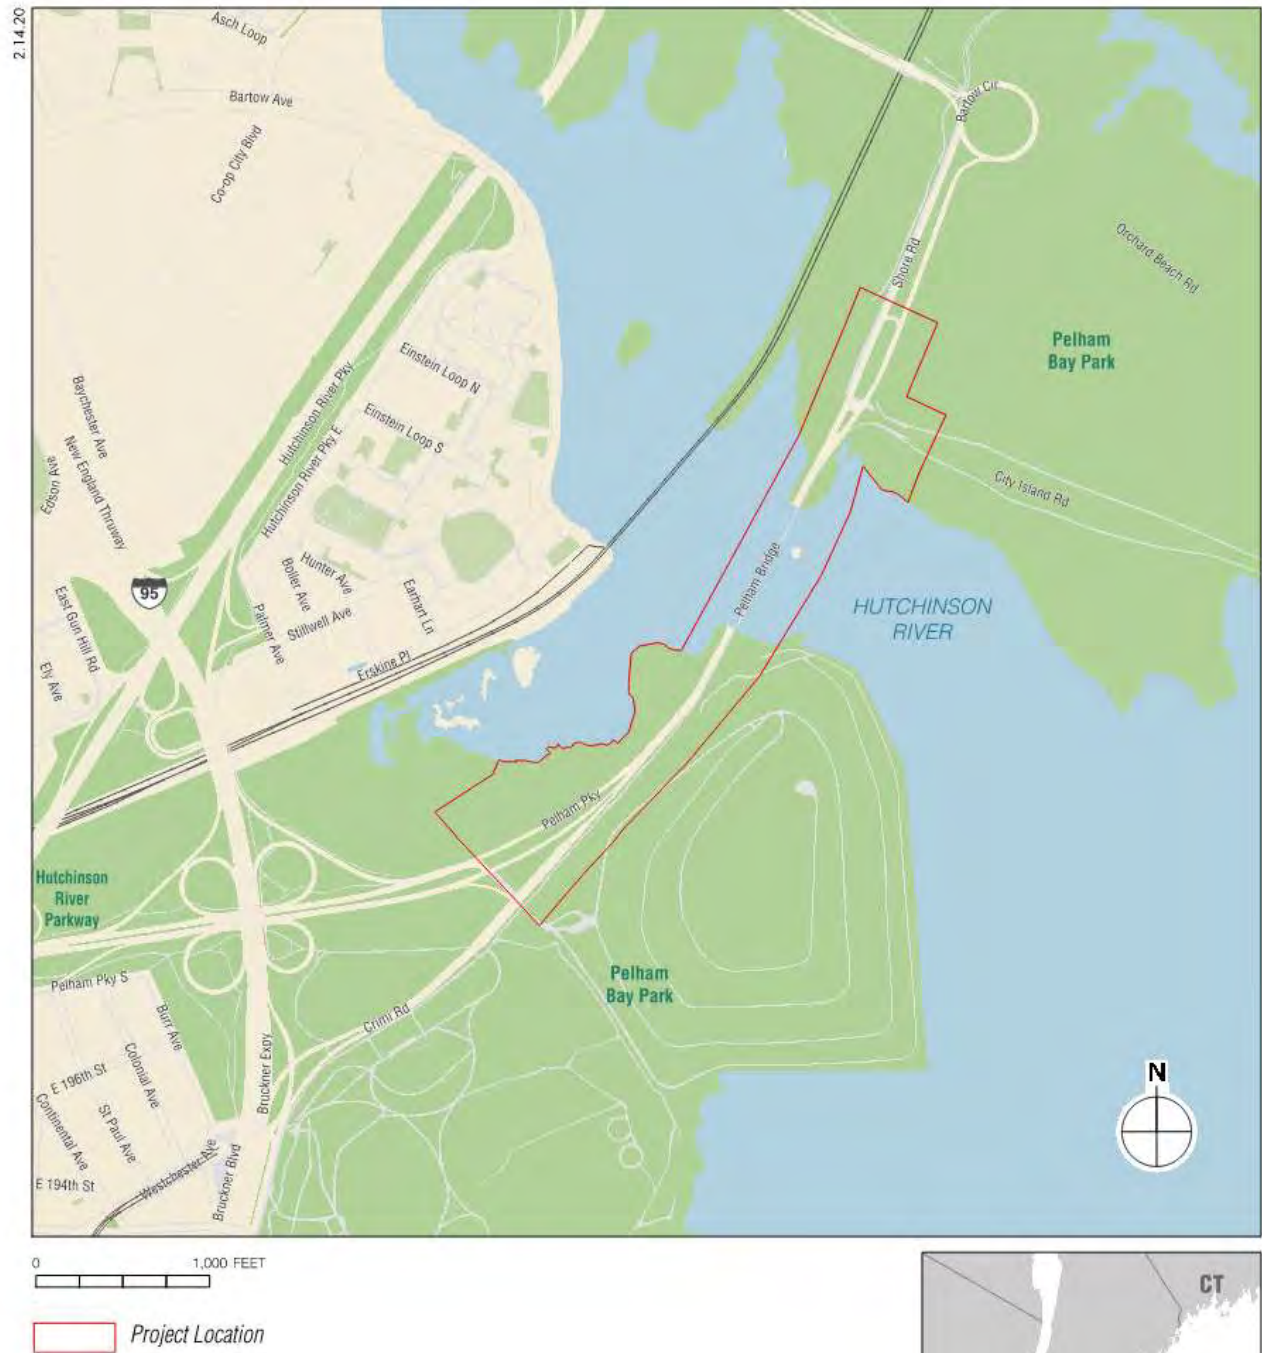 2.14.20
Asch Loop
Bartow Ave
Co-op City Blvd
Bartow Cir
Shore Rd
Orchard Beach Rd
Pelham
Bay Park
Hutchinson River Pky
Hutchinson River Pky E
Einstein Loop N
Einstein Loop S
Baychester Ave
New England Thruway
Edson Ave
City Island Rd
Pelham Bridge
HUTCHINSON
RIVER
95
Hunter Ave
Boller Ave
Stillwell Ave
Earhart Ln
Palmer Ave
Erskine Pl
East Gun Hill Rd
Ely Ave
Pelham Pky
Hutchinson
River
Parkway
Pelham
Bay Park
Pelham Pky S
Crimi Rd
Burr Ave
Bruckner Expy
Colonial Ave
E 196th St
St Paul Ave
Continental Ave
Westchester Ave
Bruckner Blvd
E 194th St
N
0 1,000 FEET
Project Location
CT